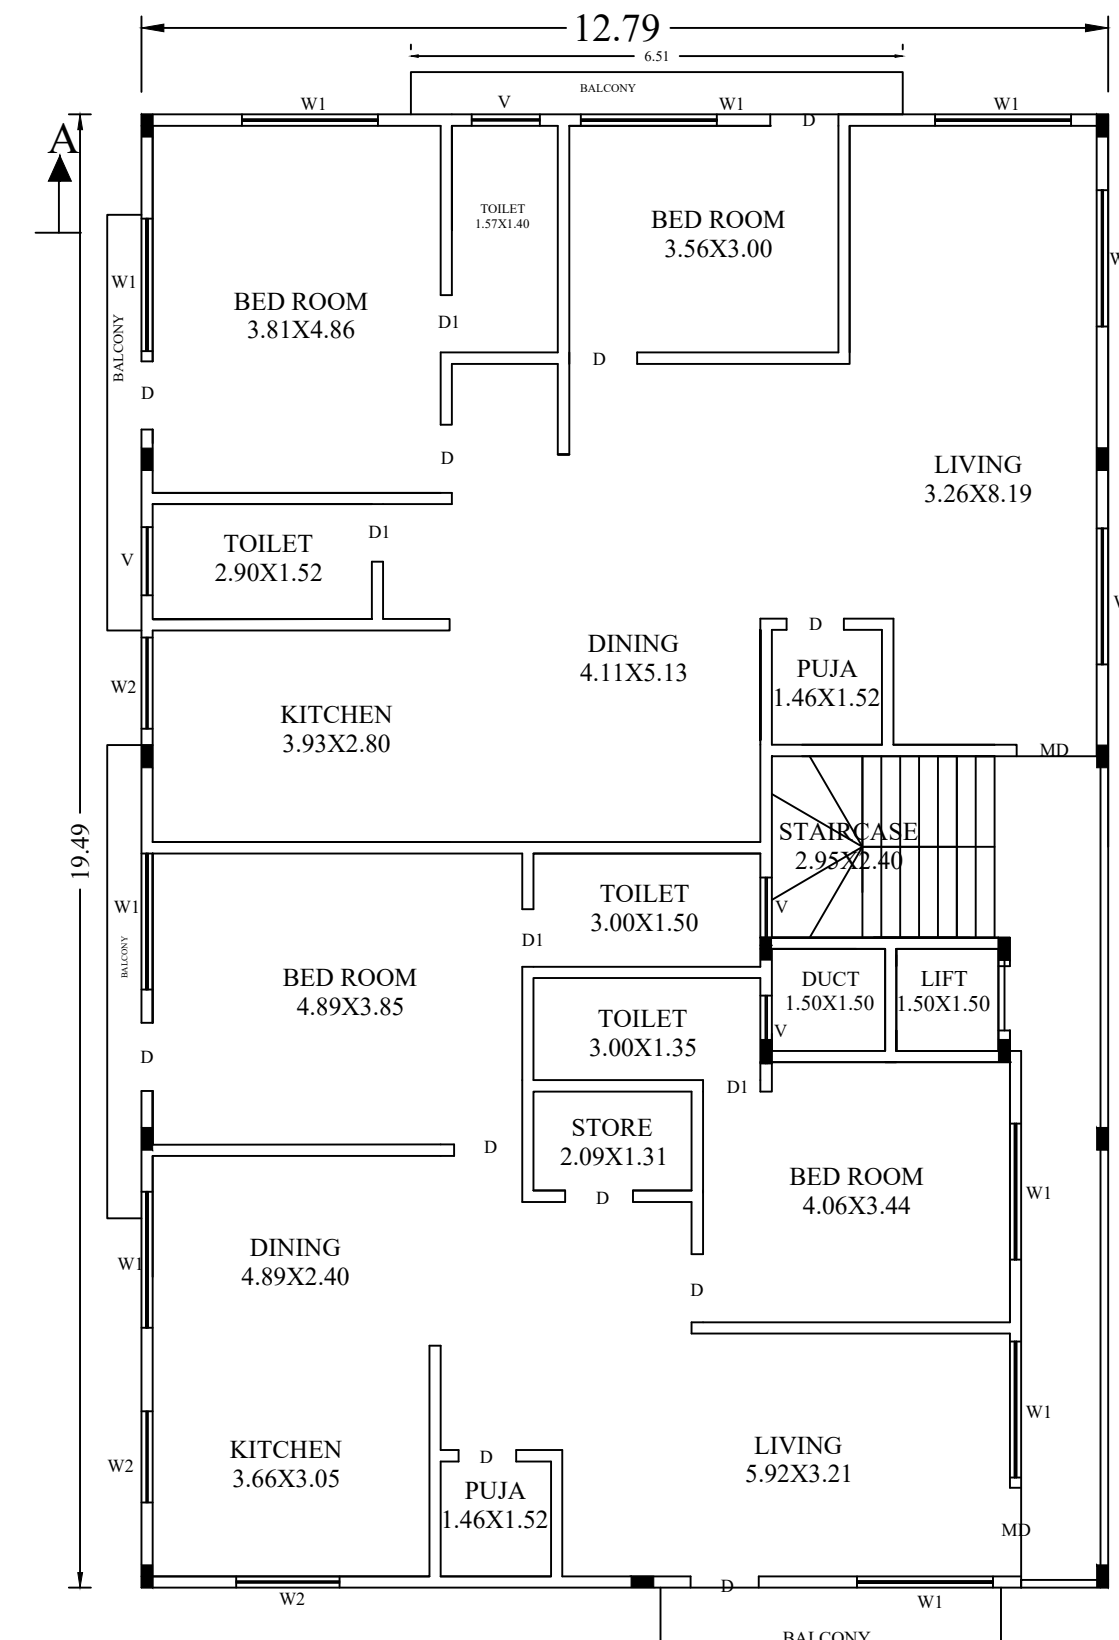 12.79
6.51
BALCONY
W1
V
W1
D
W1
A
TOILET
1.57X1.40
BED ROOM
3.56X3.00
W1
BED ROOM
3.81X4.86
D1
BALCONY
D
D
D
LIVING
3.26X8.19
D1
TOILET
2.90X1.52
V
DINING
4.11X5.13
D
PUJA
1.46X1.52
W2
KITCHEN
3.93X2.80
MD
19.49
STAIRCASE
2.95X2.40
TOILET
3.00X1.50
V
W1
D1
BALCONY
BED ROOM
4.89X3.85
DUCT
1.50X1.50
LIFT
1.50X1.50
TOILET
3.00X1.35
V
D
D1
STORE
2.09X1.31
D
D
BED ROOM
4.06X3.44
W1
DINING
4.89X2.40
W1
D
W1
KITCHEN
3.66X3.05
W2
D
PUJA
1.46X1.52
LIVING
5.92X3.21
MD
D
W2
W1
BALCONY